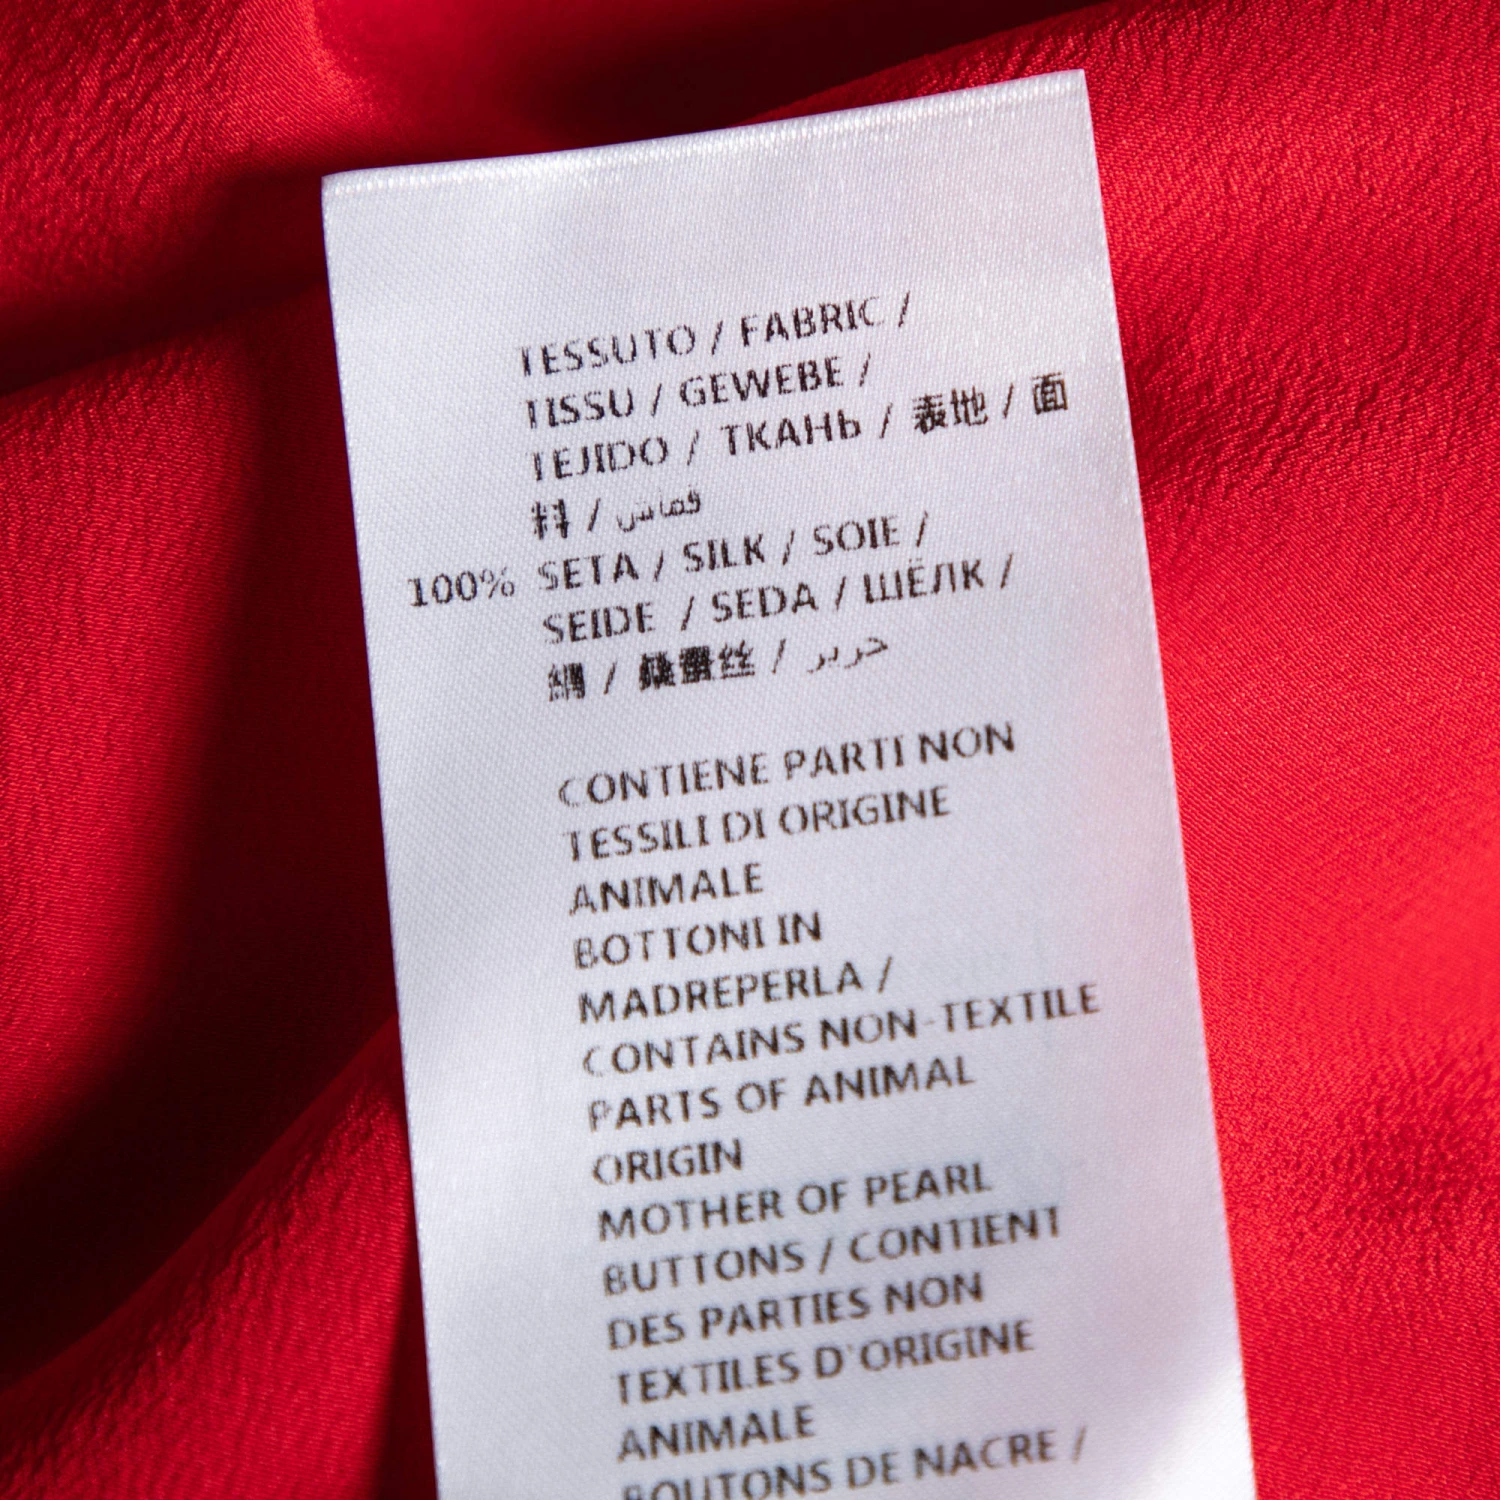 TESSUTO / FABRIC /
TISSU / GEWEBE /
TEJIDO / ТКАНЬ / 表地 / 面
料 / قماش
100% SETA / SILK / SOIE /
SEIDE / SEDA / ШЁЛК /
絹 / 桑蚕丝 / حرير
CONTIENE PARTI NON
TESSILI DI ORIGINE
ANIMALE
BOTTONI IN
MADREPERLA /
CONTAINS NON-TEXTILE
PARTS OF ANIMAL
ORIGIN
MOTHER OF PEARL
BUTTONS / CONTIENT
DES PARTIES NON
TEXTILES D'ORIGINE
ANIMALE
BOUTONS DE NACRE /